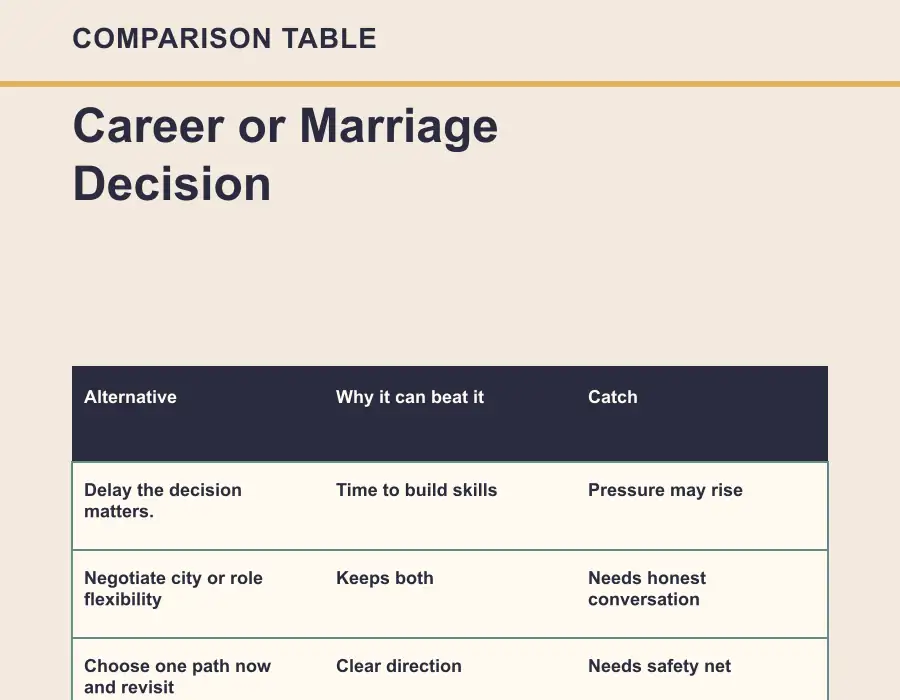 COMPARISON TABLE
Career or Marriage
Decision
Alternative Why it can beat it Catch
Delay the decision Time to build skills Pressure may rise
matters.
Negotiate city or role Keeps both Needs honest
flexibility conversation
Choose one path now Clear direction Needs safety net
and revisit